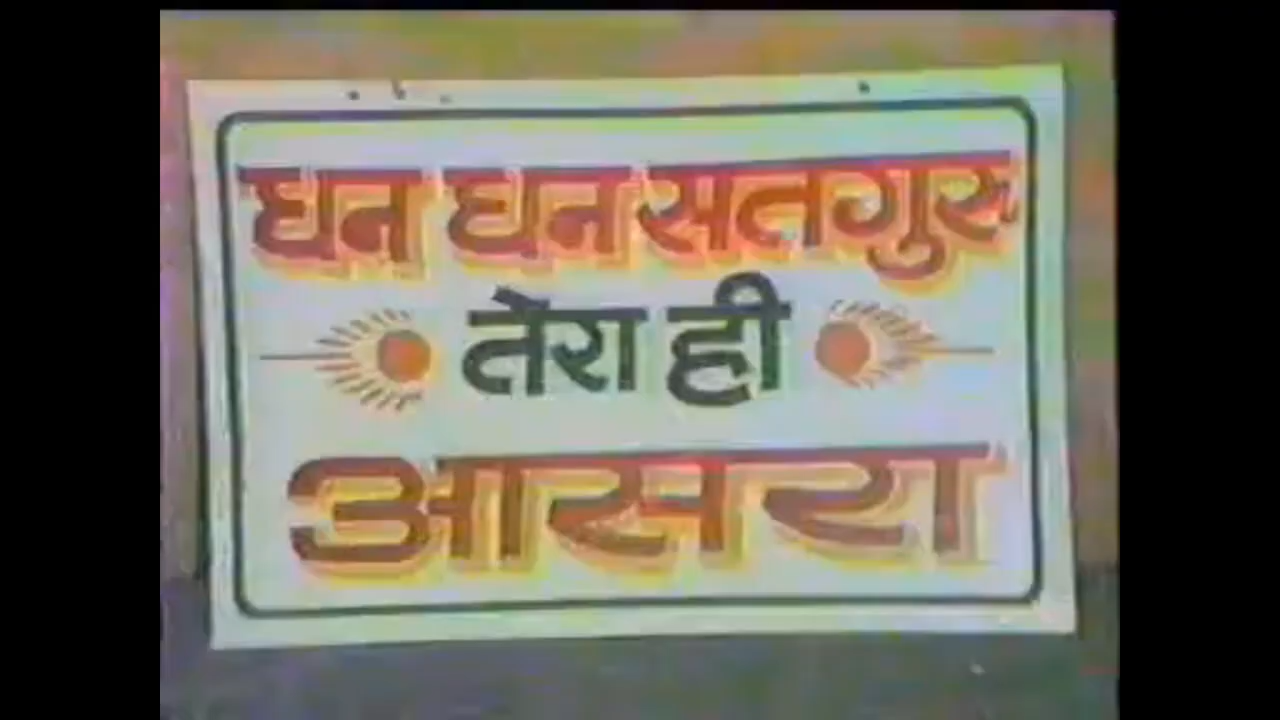 धन धन सतगुरु
तेरा ही
आसरा